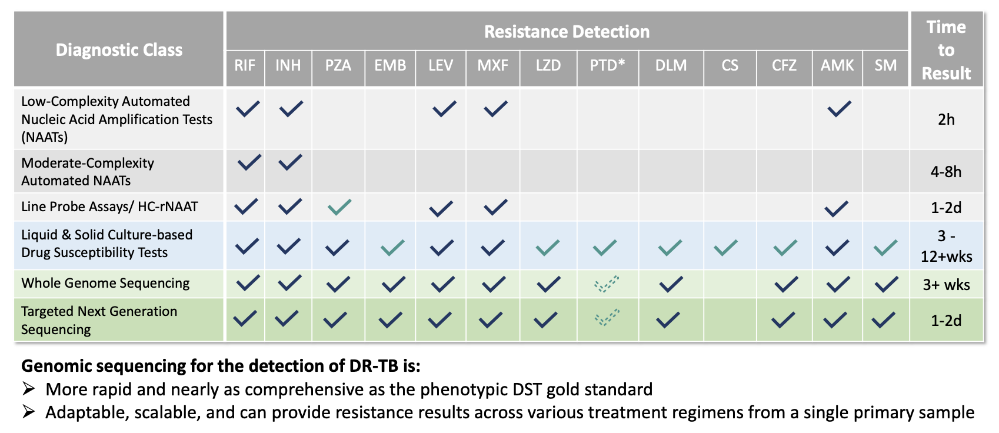 Diagnostic Class
Resistance Detection
Time
to
Result
RIF INH PZA EMB LEV MXF LZD PTD* DLM CS CFZ AMK SM
Low-Complexity Automated
Nucleic Acid Amplification Tests
(NAATs)
2h
Moderate-Complexity
Automated NAATs
4-8h
Line Probe Assays/ HC-rNAAT
1-2d
Liquid & Solid Culture-based
Drug Susceptibility Tests
3 -
12+wks
Whole Genome Sequencing
3+ wks
Targeted Next Generation
Sequencing
1-2d
Genomic sequencing for the detection of DR-TB is:
➢ More rapid and nearly as comprehensive as the phenotypic DST gold standard
➢ Adaptable, scalable, and can provide resistance results across various treatment regimens from a single primary sample